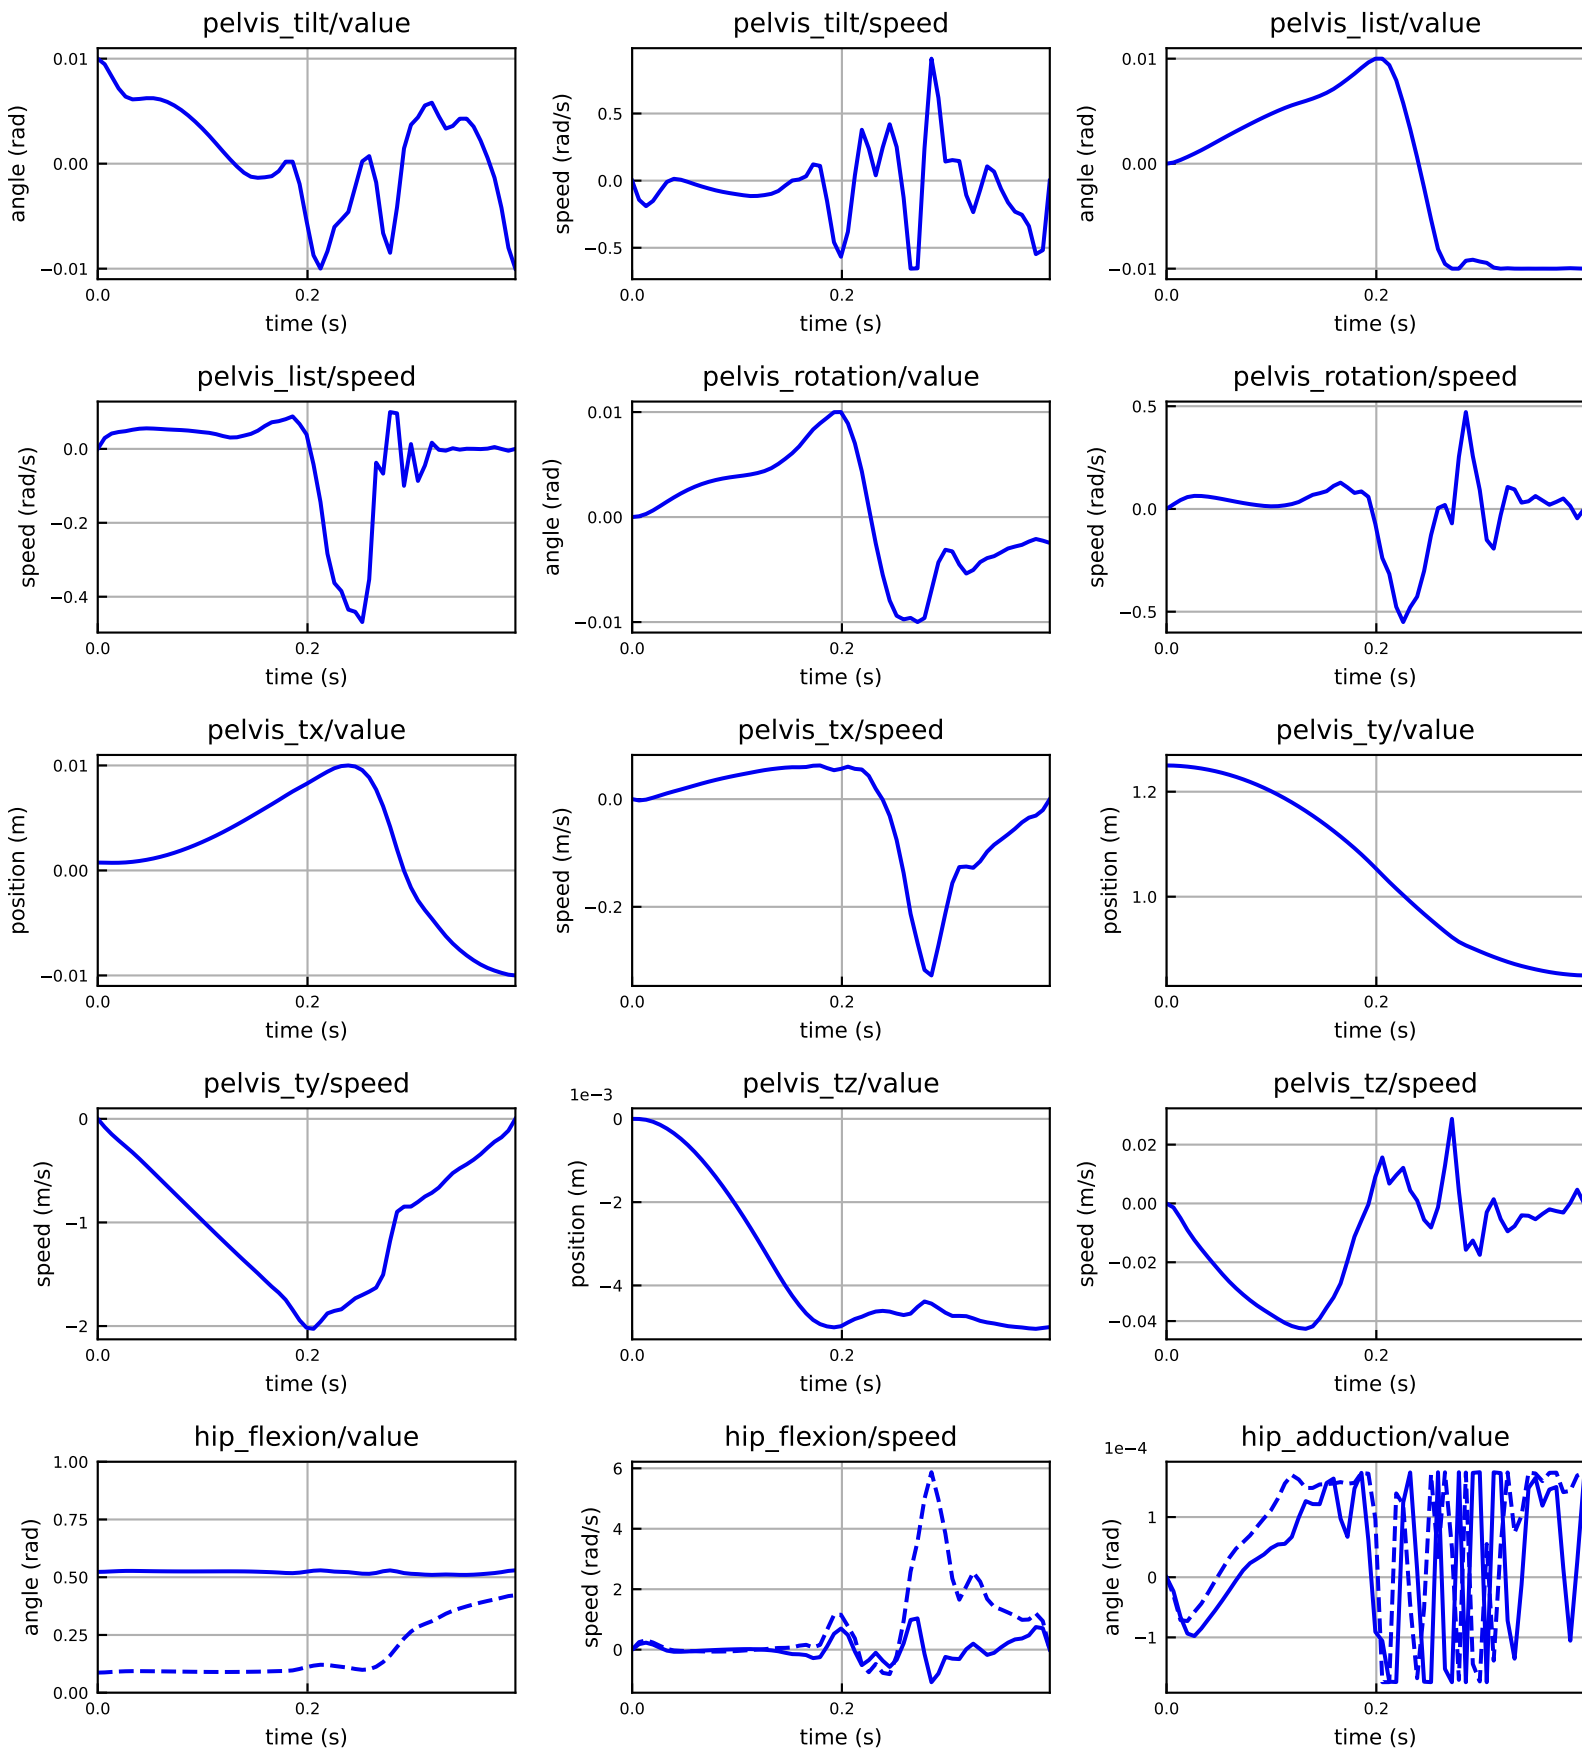 pelvis_tilt/value
pelvis_tilt/speed
pelvis_list/value
angle (rad)
0.01
0.00
−0.01
0.0
0.2
time (s)
speed (rad/s)
0.5
0.0
−0.5
0.0
0.2
time (s)
angle (rad)
0.01
0.00
−0.01
0.0
0.2
time (s)
pelvis_list/speed
pelvis_rotation/value
pelvis_rotation/speed
speed (rad/s)
0.0
−0.2
−0.4
0.0
0.2
time (s)
angle (rad)
0.01
0.00
−0.01
0.0
0.2
time (s)
speed (rad/s)
0.5
0.0
−0.5
0.0
0.2
time (s)
pelvis_tx/value
pelvis_tx/speed
pelvis_ty/value
position (m)
0.01
0.00
−0.01
0.0
0.2
time (s)
speed (m/s)
0.0
−0.2
0.0
0.2
time (s)
position (m)
1.2
1.0
0.0
0.2
time (s)
pelvis_ty/speed
pelvis_tz/value
pelvis_tz/speed
speed (m/s)
0
−1
−2
0.0
0.2
time (s)
1e−3
position (m)
0
−2
−4
0.0
0.2
time (s)
speed (m/s)
0.02
0.00
−0.02
−0.04
0.0
0.2
time (s)
hip_flexion/value
hip_flexion/speed
hip_adduction/value
angle (rad)
1.00
0.75
0.50
0.25
0.00
0.0
0.2
time (s)
speed (rad/s)
6
4
2
0
0.0
0.2
time (s)
1e−4
angle (rad)
1
0
−1
0.0
0.2
time (s)